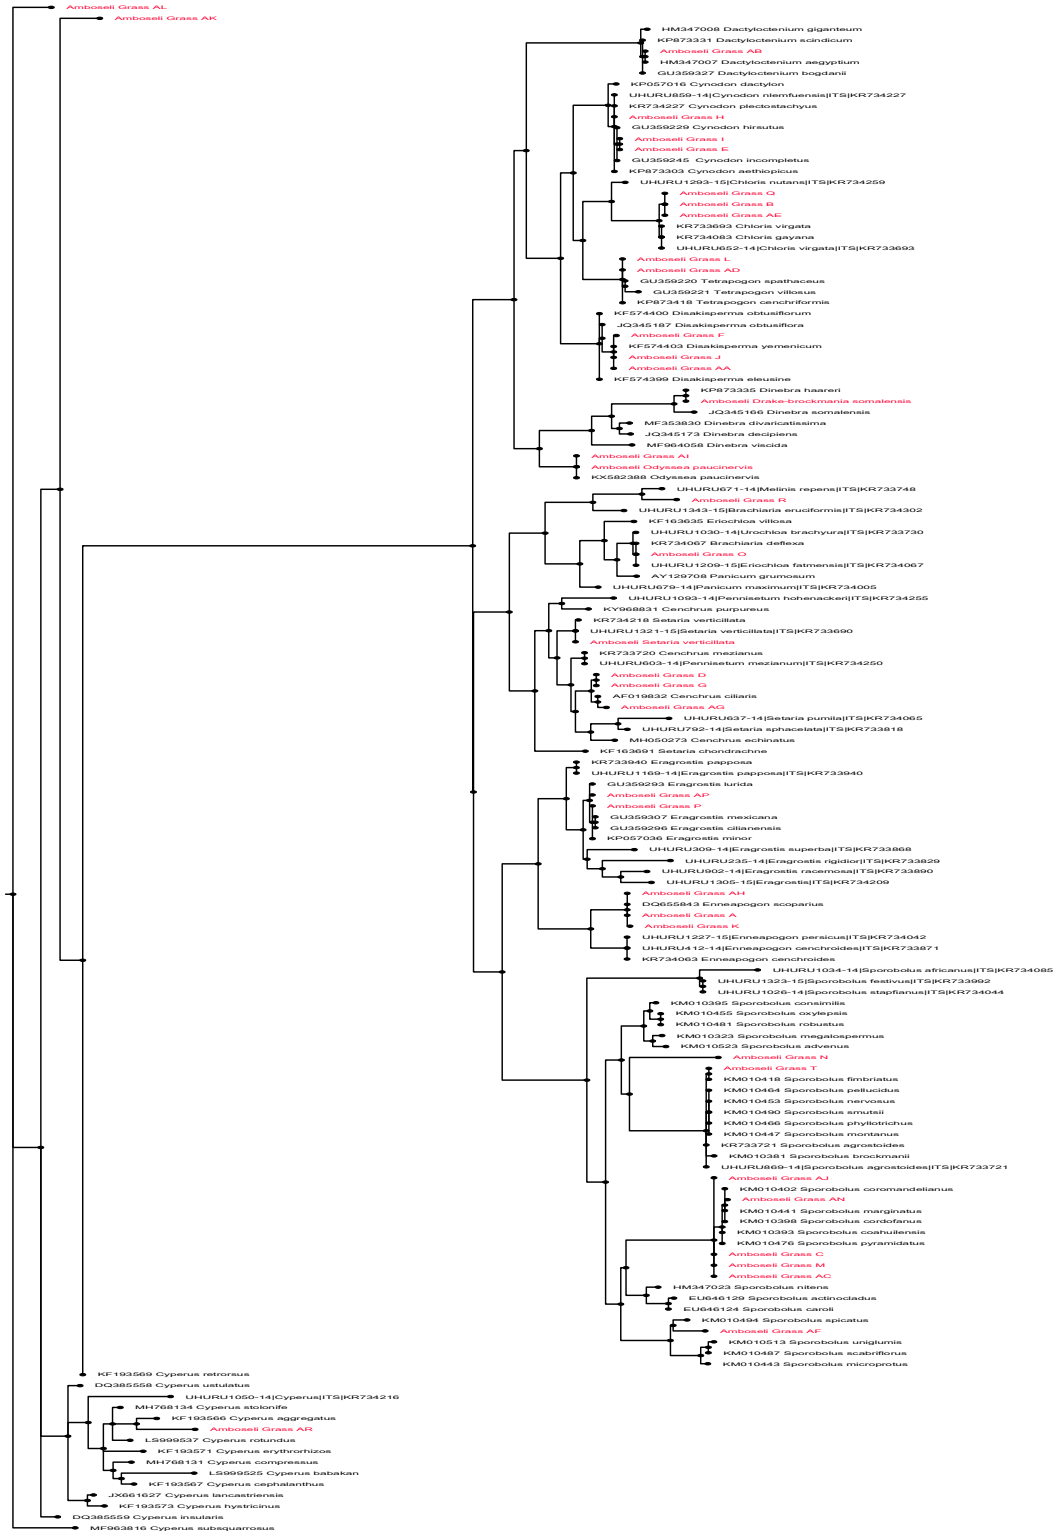 Amboseli Grass AL
Amboseli Grass AK
HM347008 Dactyloctenium giganteum
KP873331 Dactyloctenium scindicum
Amboseli Grass AB
HM347007 Dactyloctenium aegyptium
GU359327 Dactyloctenium bogdanii
KP057016 Cynodon dactylon
UHURU859-14|Cynodon nlemfuensis|ITS|KR734227
KR734227 Cynodon plectostachyus
Amboseli Grass H
GU359229 Cynodon hirsutus
Amboseli Grass I
Amboseli Grass E
GU359245 Cynodon incompletus
KP873303 Cynodon aethiopicus
UHURU1293-15|Chloris nutans|ITS|KR734259
Amboseli Grass Q
Amboseli Grass B
Amboseli Grass AE
KR733693 Chloris virgata
KR734083 Chloris gayana
UHURU652-14|Chloris virgata|ITS|KR733693
Amboseli Grass L
Amboseli Grass AD
GU359220 Tetrapogon spathaceus
GU359221 Tetrapogon villosus
KP873418 Tetrapogon cenchriformis
KF574400 Disakisperma obtusiflorum
JQ345187 Disakisperma obtusiflora
Amboseli Grass F
KF574403 Disakisperma yemenicum
Amboseli Grass J
Amboseli Grass AA
KF574399 Disakisperma eleusine
KP873335 Dinebra haareri
Amboseli Drake-brockmania somalensis
JQ345166 Dinebra somalensis
MF353830 Dinebra divaricatissima
JQ345173 Dinebra decipiens
MF964058 Dinebra viscida
Amboseli Grass AI
Amboseli Odyssea paucinervis
KX582388 Odyssea paucinervis
UHURU671-14|Melinis repens|ITS|KR733748
Amboseli Grass R
UHURU1343-15|Brachiaria eruciformis|ITS|KR734302
KF163635 Eriochloa villosa
UHURU1030-14|Urochloa brachyura|ITS|KR733730
KR734067 Brachiaria deflexa
Amboseli Grass O
UHURU1209-15|Eriochloa fatmensis|ITS|KR734067
AY129708 Panicum grumosum
UHURU679-14|Panicum maximum|ITS|KR734005
UHURU1093-14|Pennisetum hohenackeri|ITS|KR734255
KY968831 Cenchrus purpureus
KR734218 Setaria verticillata
UHURU1321-15|Setaria verticillata|ITS|KR733690
Amboseli Setaria verticillata
KR733720 Cenchrus mezianus
UHURU603-14|Pennisetum mezianum|ITS|KR734250
Amboseli Grass D
Amboseli Grass G
AF019832 Cenchrus ciliaris
Amboseli Grass AG
UHURU637-14|Setaria pumila|ITS|KR734065
UHURU792-14|Setaria sphacelata|ITS|KR733818
MH050273 Cenchrus echinatus
KF163691 Setaria chondrachne
KR733940 Eragrostis papposa
UHURU1169-14|Eragrostis papposa|ITS|KR733940
GU359293 Eragrostis lurida
Amboseli Grass AP
Amboseli Grass P
GU359307 Eragrostis mexicana
GU359296 Eragrostis cilianensis
KP057036 Eragrostis minor
UHURU309-14|Eragrostis superba|ITS|KR733868
UHURU235-14|Eragrostis rigidior|ITS|KR733829
UHURU902-14|Eragrostis racemosa|ITS|KR733890
UHURU1305-15|Eragrostis|ITS|KR734209
Amboseli Grass AH
DQ655843 Enneapogon scoparius
Amboseli Grass A
Amboseli Grass K
UHURU1227-15|Enneapogon persicus|ITS|KR734042
UHURU412-14|Enneapogon cenchroides|ITS|KR733871
KR734063 Enneapogon cenchroides
UHURU1034-14|Sporobolus africanus|ITS|KR734085
UHURU1323-15|Sporobolus festivus|ITS|KR733992
UHURU1026-14|Sporobolus stapfianus|ITS|KR734044
KM010395 Sporobolus consimilis
KM010455 Sporobolus oxylepsis
KM010481 Sporobolus robustus
KM010323 Sporobolus megalospermus
KM010523 Sporobolus advenus
Amboseli Grass N
Amboseli Grass T
KM010418 Sporobolus fimbriatus
KM010464 Sporobolus pellucidus
KM010453 Sporobolus nervosus
KM010490 Sporobolus smutsii
KM010466 Sporobolus phyllotrichus
KM010447 Sporobolus montanus
KR733721 Sporobolus agrostoides
KM010381 Sporobolus brockmanii
UHURU869-14|Sporobolus agrostoides|ITS|KR733721
Amboseli Grass AJ
KM010402 Sporobolus coromandelianus
Amboseli Grass AN
KM010441 Sporobolus marginatus
KM010398 Sporobolus cordofanus
KM010393 Sporobolus coahuilensis
KM010476 Sporobolus pyramidatus
Amboseli Grass C
Amboseli Grass M
Amboseli Grass AC
HM347023 Sporobolus nitens
EU646129 Sporobolus actinocladus
EU646124 Sporobolus caroli
KM010494 Sporobolus spicatus
Amboseli Grass AF
KM010513 Sporobolus uniglumis
KM010487 Sporobolus scabriflorus
KM010443 Sporobolus microprotus
KF193569 Cyperus retrorsus
DQ385558 Cyperus ustulatus
UHURU1050-14|Cyperus|ITS|KR734216
MH768134 Cyperus stolonife
KF193566 Cyperus aggregatus
Amboseli Grass AR
LS999537 Cyperus rotundus
KF193571 Cyperus erythrorhizos
MH768131 Cyperus compressus
LS999525 Cyperus babakan
KF193567 Cyperus cephalanthus
JX661627 Cyperus lancastriensis
KF193573 Cyperus hystricinus
DQ385559 Cyperus insularis
MF963816 Cyperus subsquarrosus